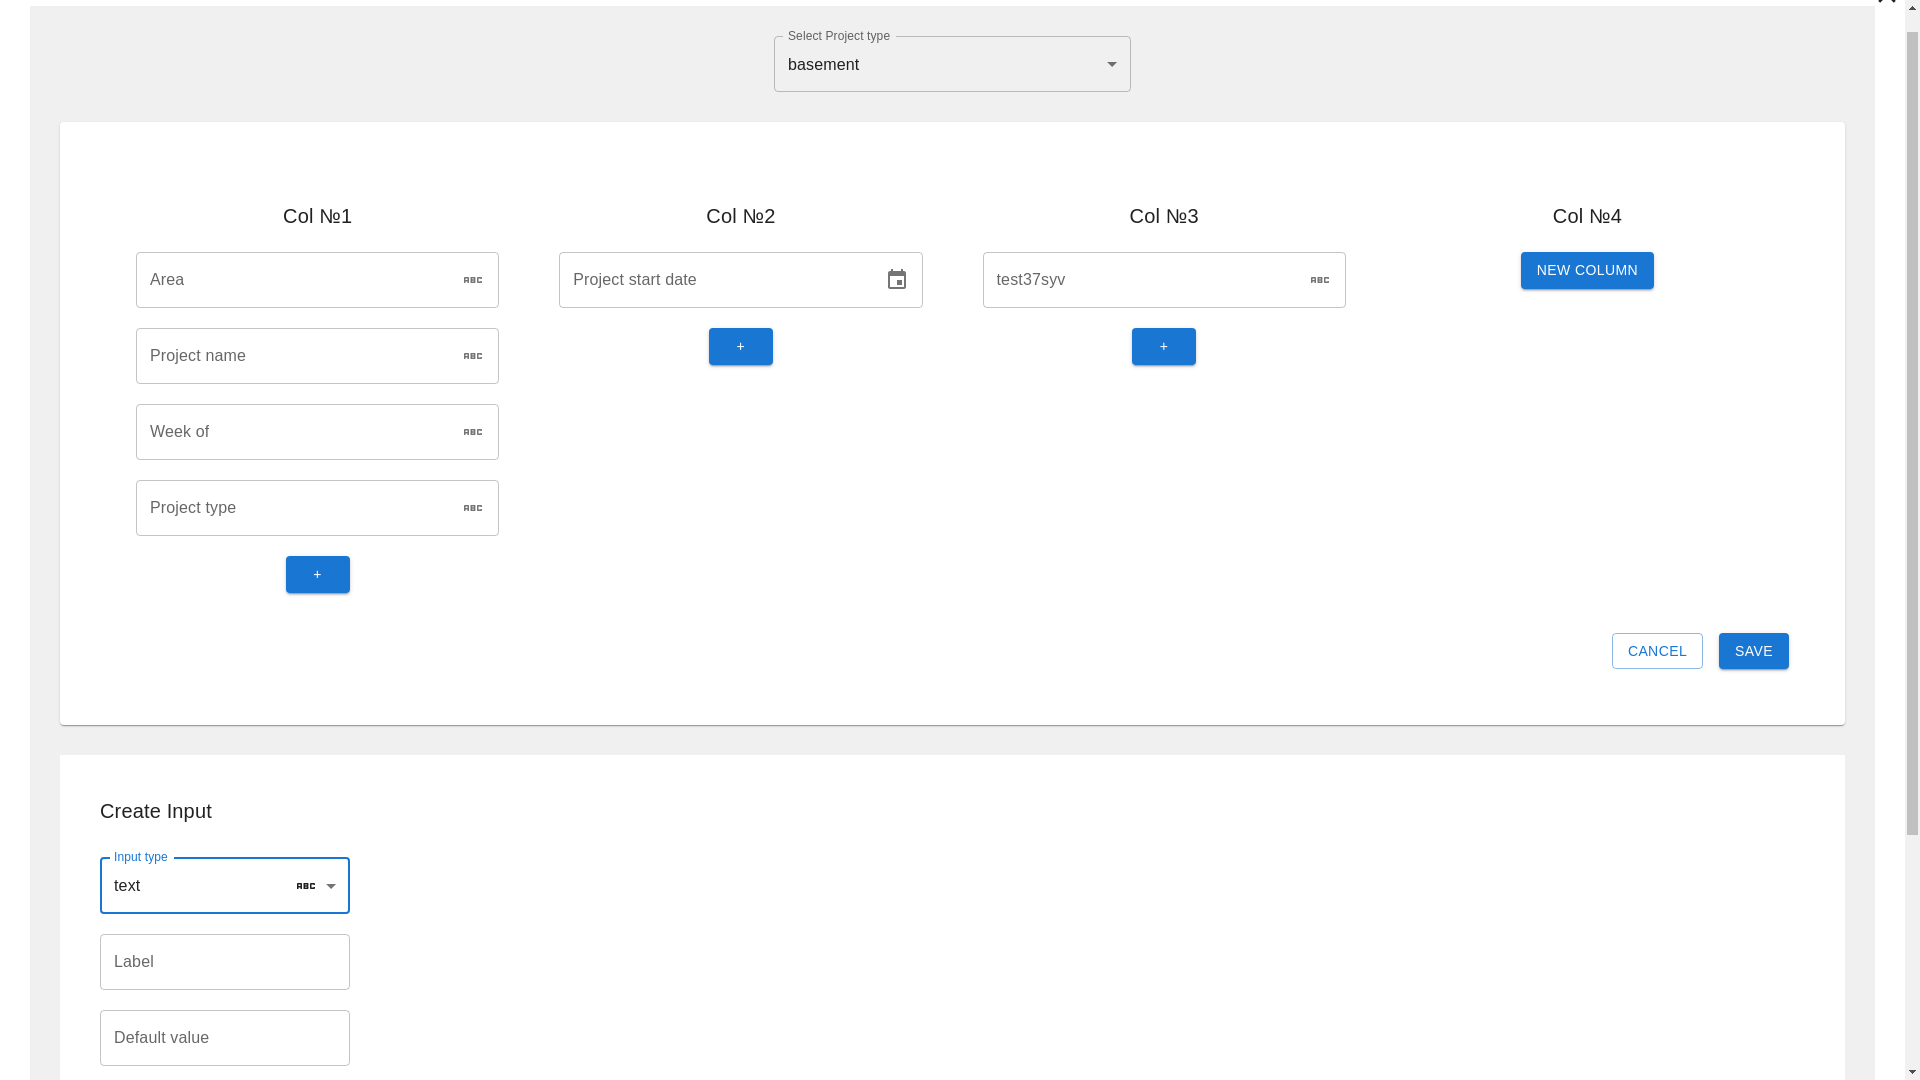 Select Project type
basement
Col №1
Col №2
Col №3
Col №4
Area ABC
Project start date
test37syv ABC
NEW COLUMN
Project name ABC
+
+
Week of ABC
Project type ABC
+
CANCEL
SAVE
Create Input
Input type
text ABC
Label
Default value